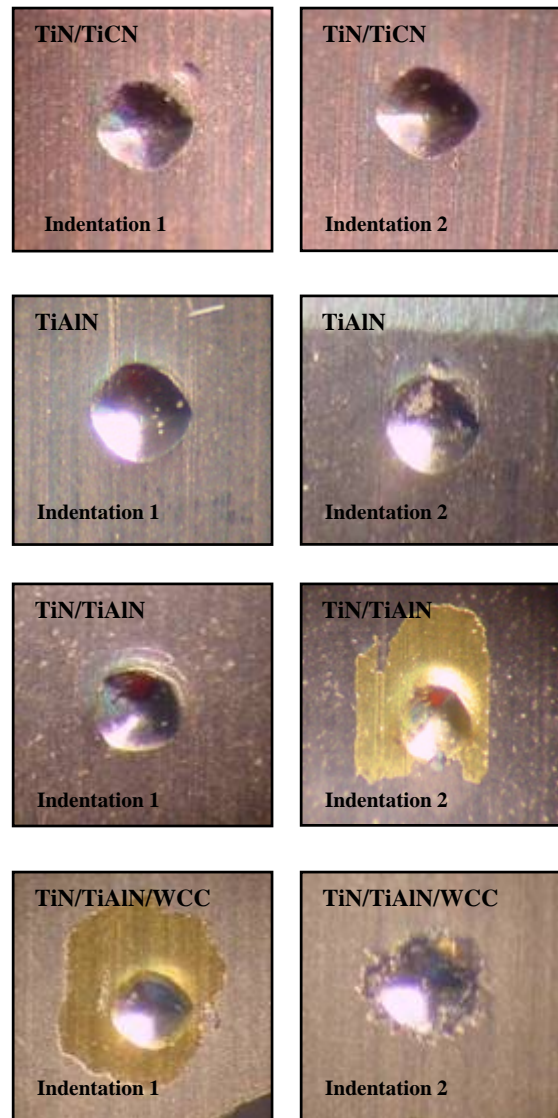 TiN/TiCN
Indentation 1
TiN/TiCN
Indentation 2
TiAlN
Indentation 1
TiAlN
Indentation 2
TiN/TiAlN
Indentation 1
TiN/TiAlN
Indentation 2
TiN/TiAlN/WCC
Indentation 1
TiN/TiAlN/WCC
Indentation 2